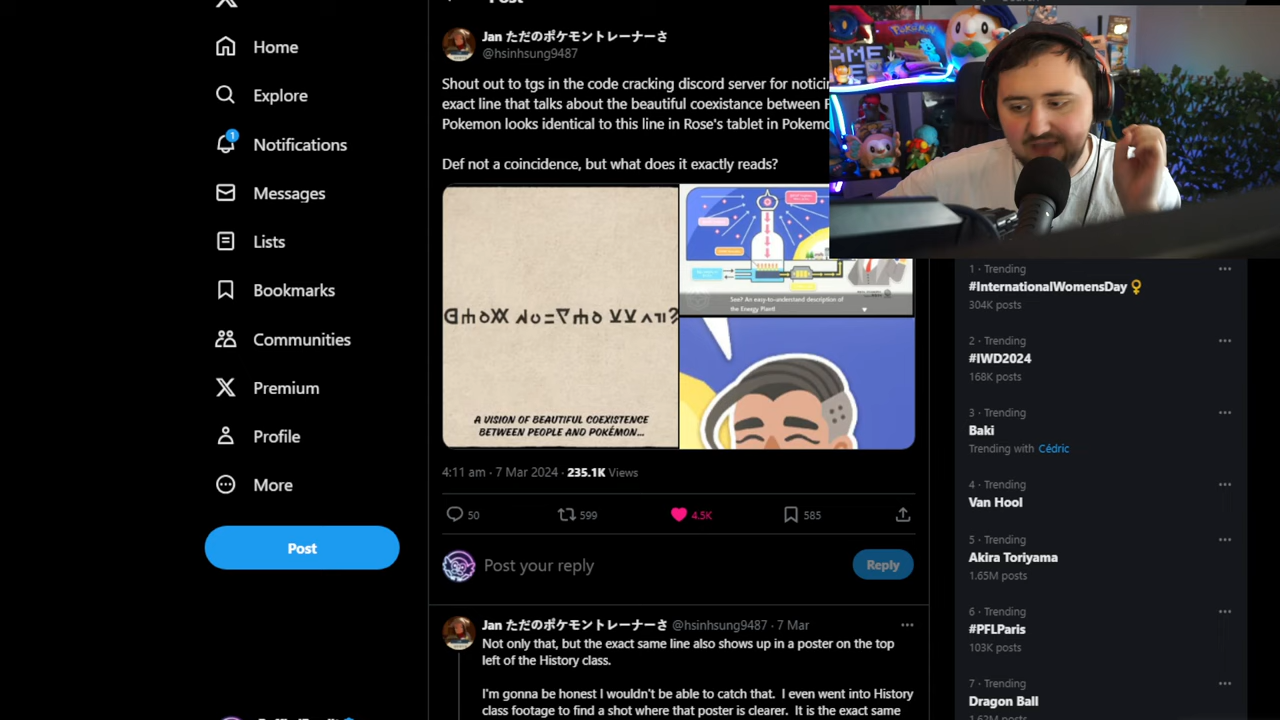 Post
Home
Explore
1
Notifications
Messages
Lists
Bookmarks
Communities
Premium
Profile
More
Post
Jan ただのポケモントレーナーさ
@hsinhsung9487
Shout out to tgs in the code cracking discord server for
exact line that talks about the beautiful coexistance between
Pokemon looks identical to this line in Rose's tablet in
Def not a coincidence, but what does it exactly reads?
A VISION OF BEAUTIFUL COEXISTENCE
BETWEEN PEOPLE AND POKÉMON...
See? An easy-to-understand description of
the Energy Plant!
4:11 am · 7 Mar 2024 · 235.1K Views
50
599
4.5K
585
Post your reply
Reply
Jan ただのポケモントレーナーさ @hsinhsung9487 · 7 Mar
Not only that, but the exact same line also shows up in a poster on the top
left of the History class.
I'm gonna be honest I wouldn't be able to catch that. I even went into History
class footage to find a shot where that poster is clearer. It is the exact same
POKÉMON
GAME
1 · Trending
#InternationalWomensDay
304K posts
2 · Trending
#IWD2024
168K posts
3 · Trending
Baki
Trending with Cédric
4 · Trending
Van Hool
5 · Trending
Akira Toriyama
1.65M posts
6 · Trending
#PFLParis
103K posts
7 · Trending
Dragon Ball
1.62M posts